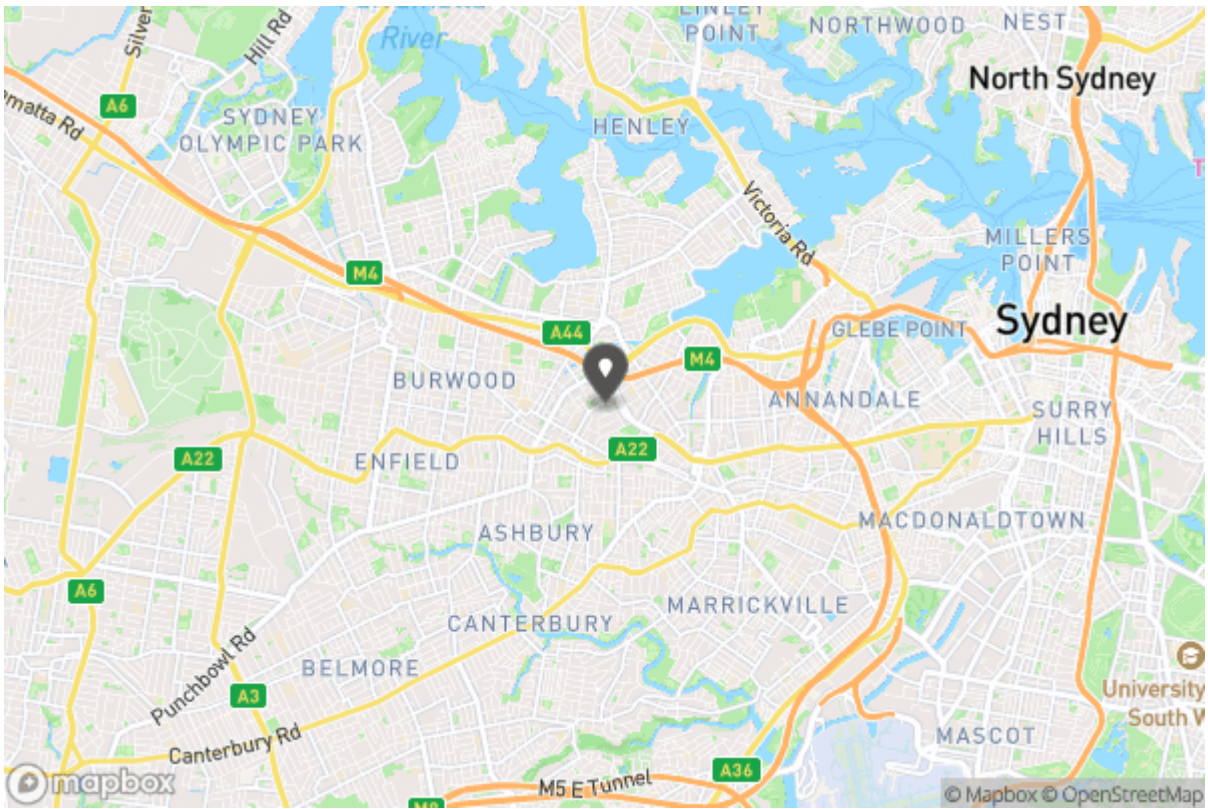 LINLEY
POINT
NORTHWOOD
NEST
Silver
Hill Rd
River
A6
North Sydney
matta Rd
SYDNEY
OLYMPIC PARK
HENLEY
Victoria Rd
MILLERS
POINT
M4
A44
GLEBE POINT
Sydney
M4
BURWOOD
ANNANDALE
SURRY
HILLS
A22
A22
ENFIELD
ASHBURY
MACDONALDTOWN
A6
MARRICKVILLE
CANTERBURY
Punchbowl Rd
BELMORE
A3
University
South W
Canterbury Rd
MASCOT
A36
M5 E Tunnel
mapbox
© Mapbox © OpenStreetMap